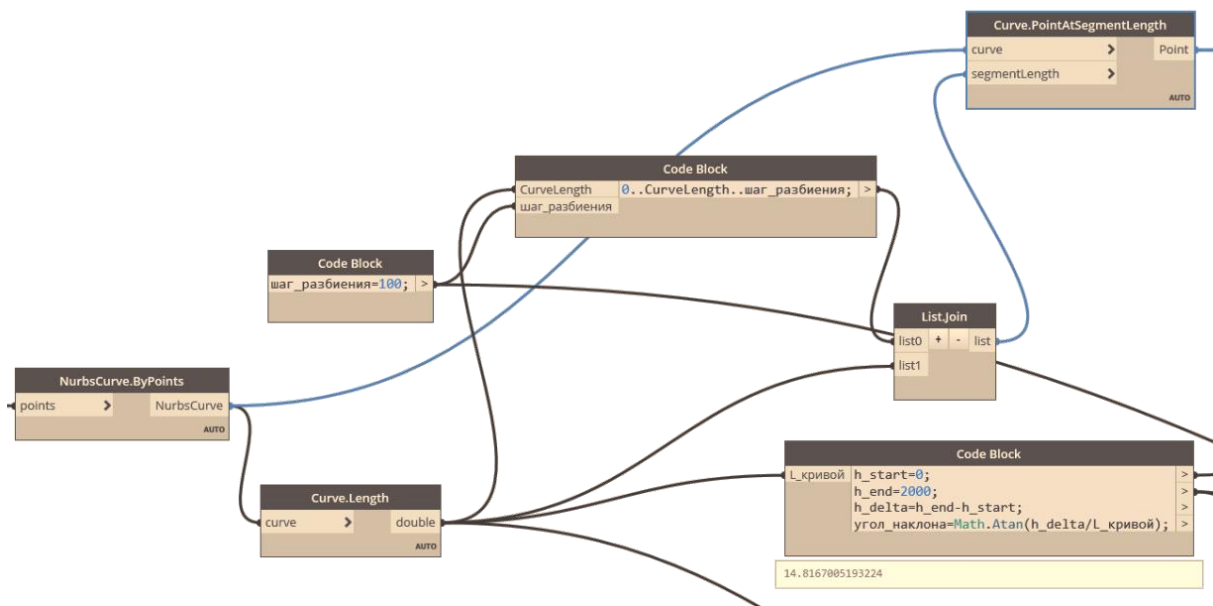 Curve.PointAtSegmentLength
curve > Point
segmentLength >
AUTO
Code Block
CurveLength 0..CurveLength..шаг_разбиения; >
шаг_разбиения
Code Block
шаг_разбиения=100; >
List.Join
list0 + - list
list1
NurbsCurve.ByPoints
points > NurbsCurve
AUTO
Code Block
L_кривой h_start=0; >
h_end=2000; >
h_delta=h_end-h_start; >
угол_наклона=Math.Atan(h_delta/L_кривой); >
14.8167005193224
Curve.Length
curve > double
AUTO